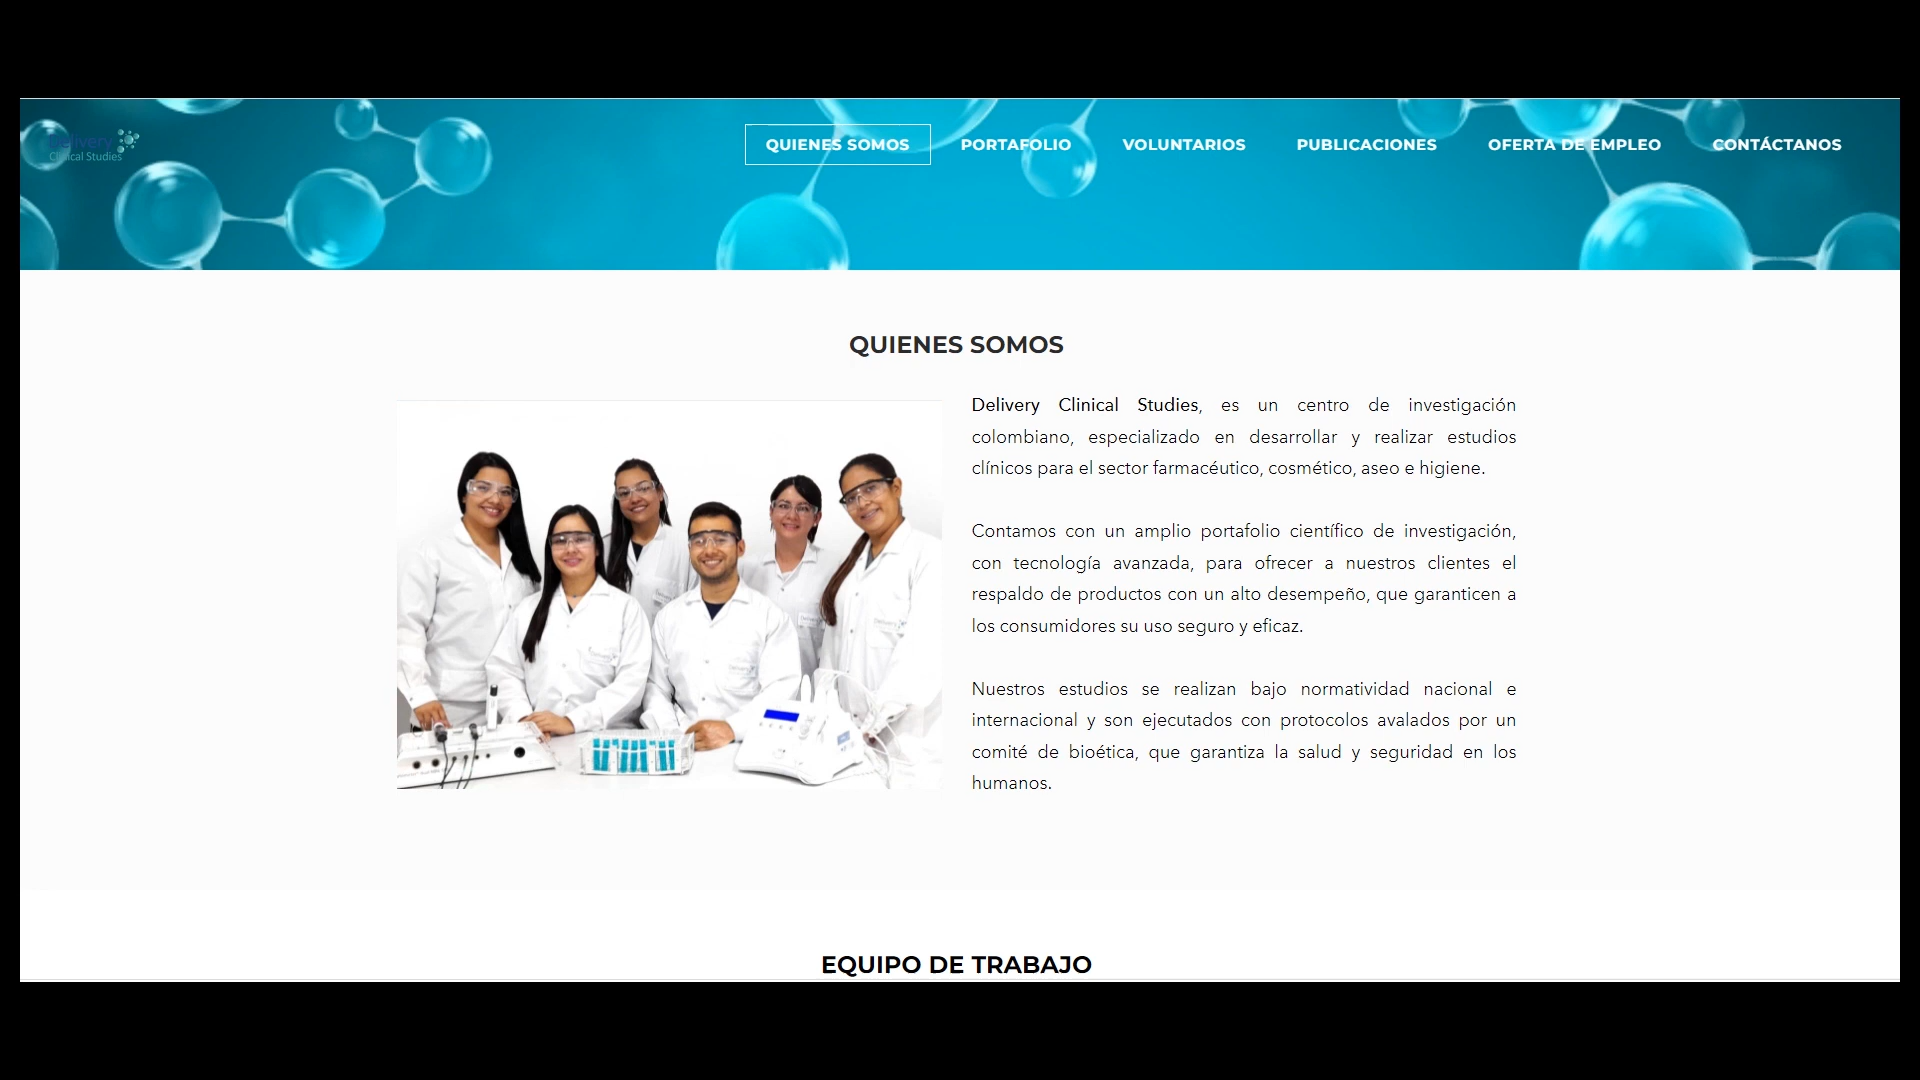 Delivery
Clinical Studies
QUIENES SOMOS
PORTAFOLIO
VOLUNTARIOS
PUBLICACIONES
OFERTA DE EMPLEO
CONTÁCTANOS
QUIENES SOMOS
Delivery Clinical Studies, es un centro de investigación
colombiano, especializado en desarrollar y realizar estudios
clínicos para el sector farmacéutico, cosmético, aseo e higiene.
Contamos con un amplio portafolio científico de investigación,
con tecnología avanzada, para ofrecer a nuestros clientes el
respaldo de productos con un alto desempeño, que garanticen a
los consumidores su uso seguro y eficaz.
Nuestros estudios se realizan bajo normatividad nacional e
internacional y son ejecutados con protocolos avalados por un
comité de bioética, que garantiza la salud y seguridad en los
humanos.
EQUIPO DE TRABAJO